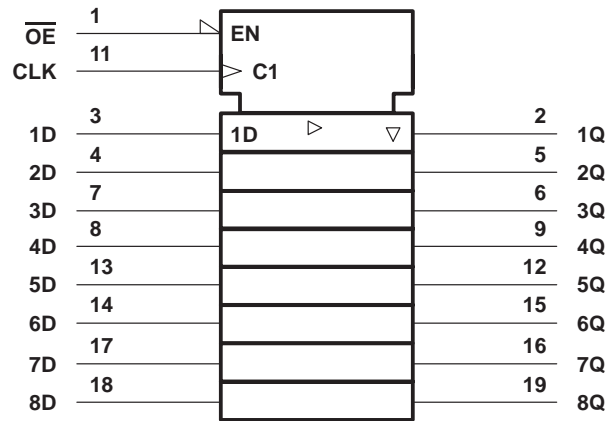 1
OE EN
11
CLK C1
3 2
1D 1D 1Q
4 5
2D 2Q
7 6
3D 3Q
8 9
4D 4Q
13 12
5D 5Q
14 15
6D 6Q
17 16
7D 7Q
18 19
8D 8Q